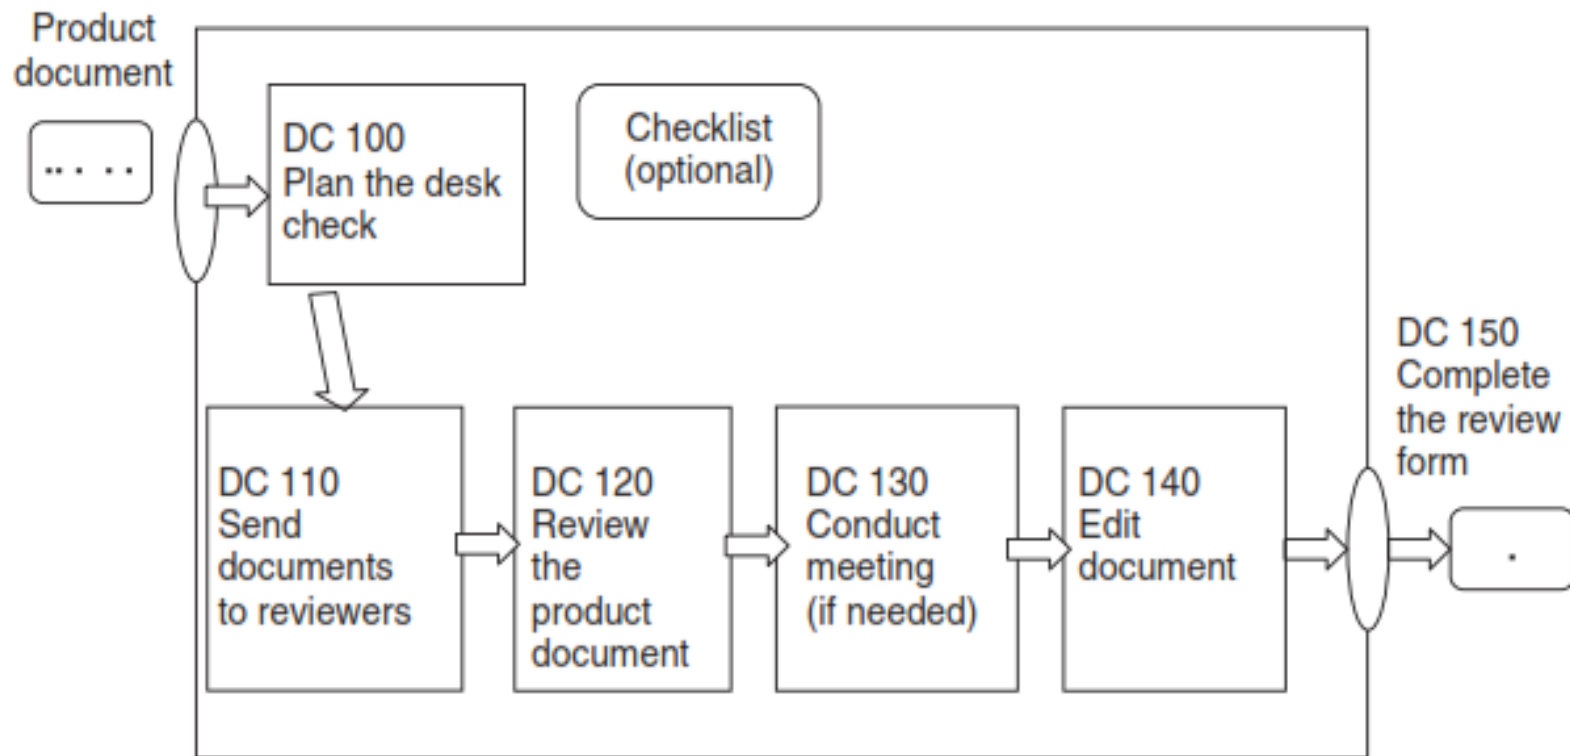 Product
document
DC 100
Plan the desk
check
Checklist
(optional)
DC 110
Send
documents
to reviewers
DC 120
Review
the
product
document
DC 130
Conduct
meeting
(if needed)
DC 140
Edit
document
DC 150
Complete
the review
form